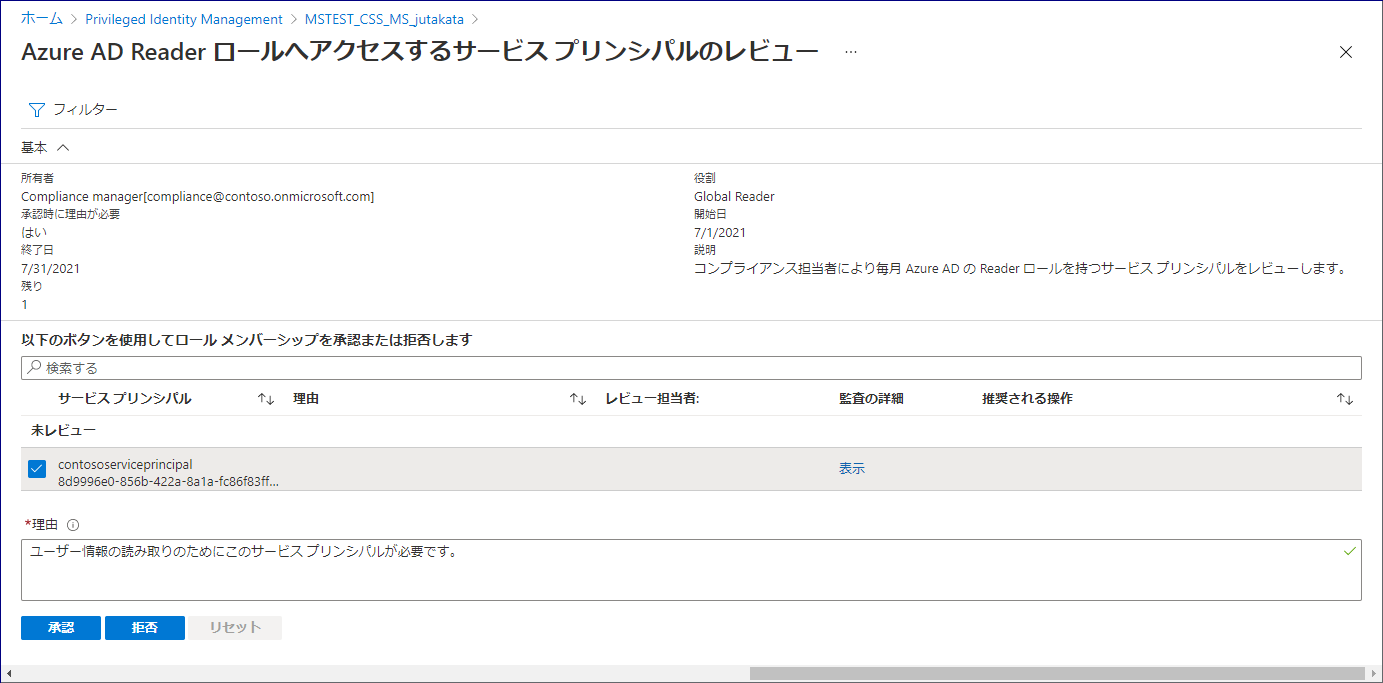 ホーム > Privileged Identity Management > MSTEST_CSS_MS_jutakata >
Azure AD Reader ロールへアクセスするサービス プリンシパルのレビュー ...
フィルター
基本
所有者
Compliance manager[compliance@contoso.onmicrosoft.com]
承認時に理由が必要
はい
終了日
7/31/2021
残り
1
役割
Global Reader
開始日
7/1/2021
説明
コンプライアンス担当者により毎月 Azure AD の Reader ロールを持つサービス プリンシパルをレビューします。
以下のボタンを使用してロール メンバーシップを承認または拒否します
検索する
サービス プリンシパル 理由 レビュー担当者: 監査の詳細 推奨される操作
未レビュー
contososerviceprincipal 表示
8d9996e0-856b-422a-8a1a-fc86f83ff...
*理由
ユーザー情報の読み取りのためにこのサービス プリンシパルが必要です。
承認 拒否 リセット